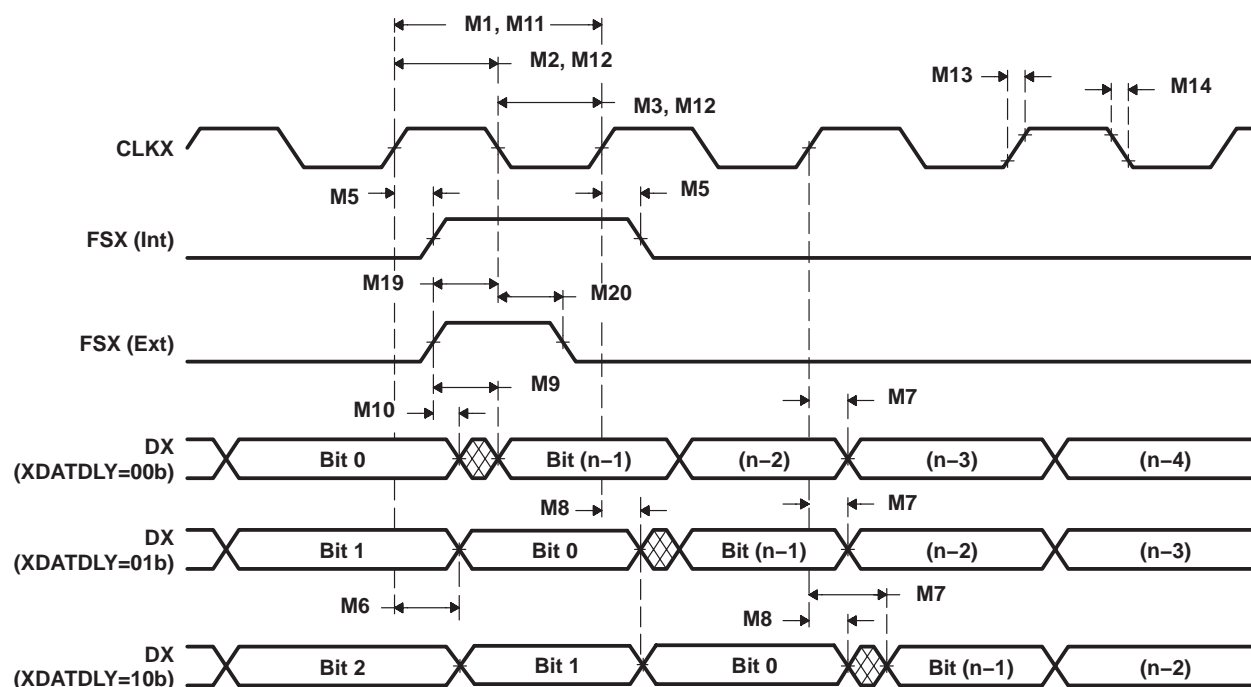 M1, M11
M2, M12
M13
M14
M3, M12
CLKX
M5
M5
FSX (Int)
M19
M20
FSX (Ext)
M9
M10
M7
DX
(XDATDLY=00b)
Bit 0
Bit (n−1)
(n−2)
(n−3)
(n−4)
M8
M7
DX
(XDATDLY=01b)
Bit 1
Bit 0
Bit (n−1)
(n−2)
(n−3)
M6
M7
M8
DX
(XDATDLY=10b)
Bit 2
Bit 1
Bit 0
Bit (n−1)
(n−2)